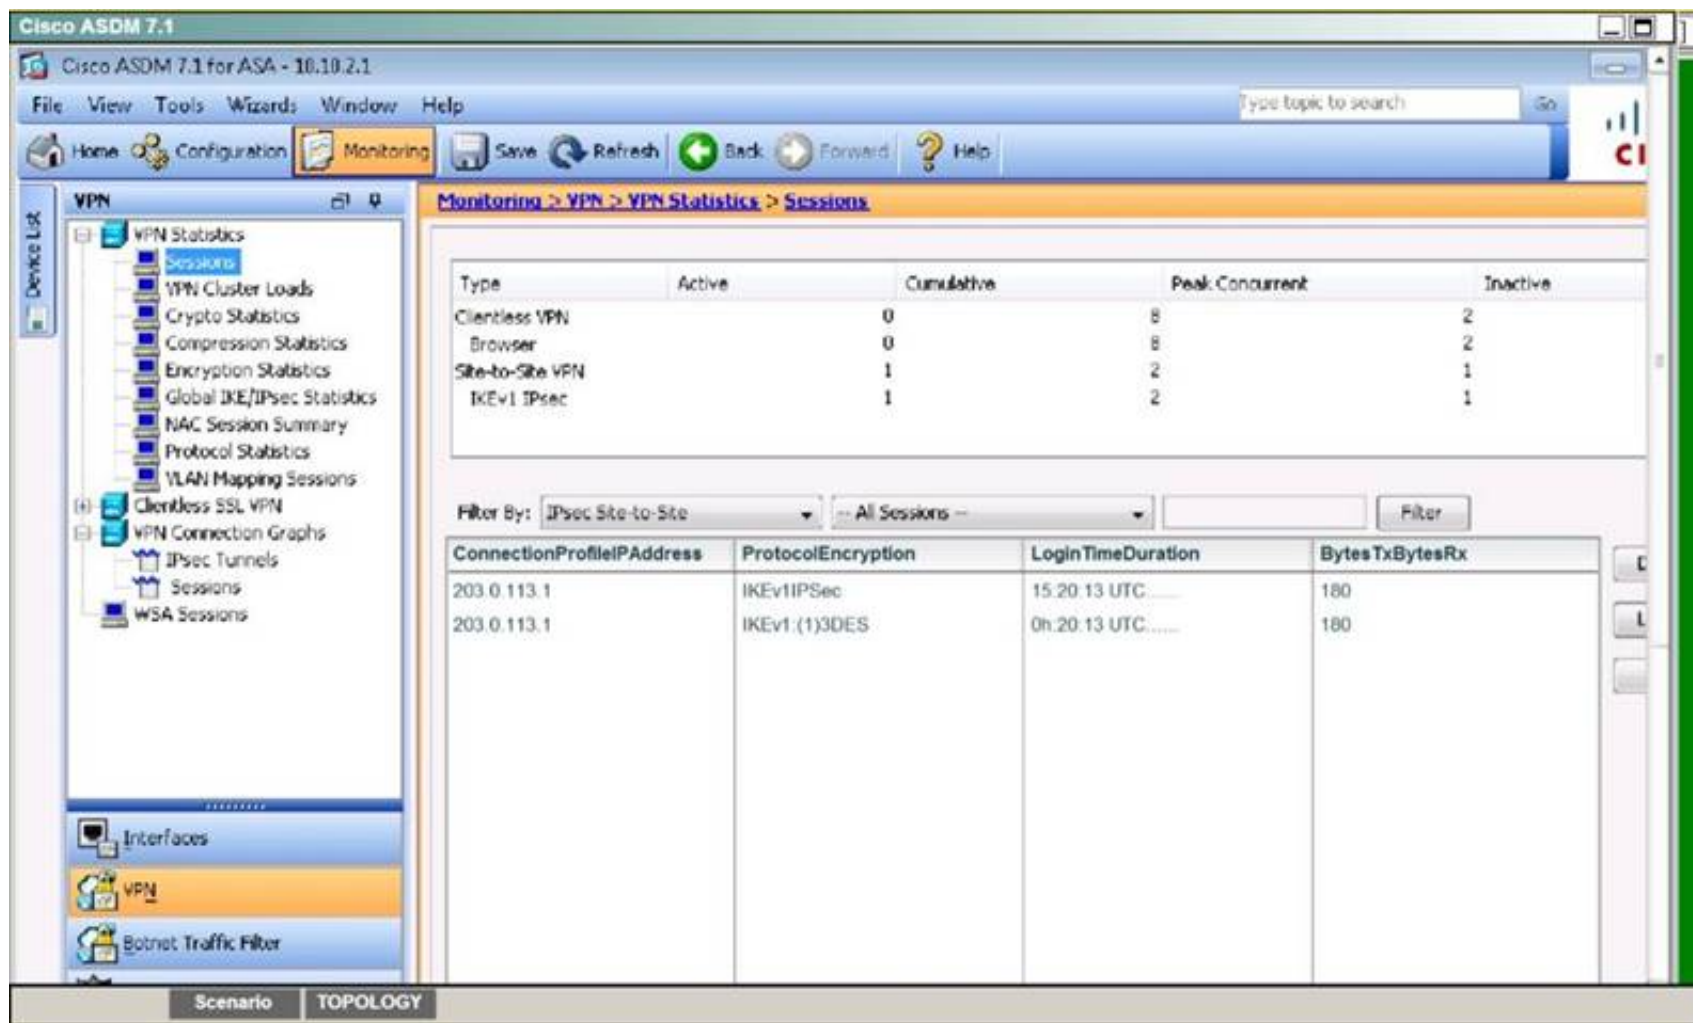 Cisco ASDM 7.1
Cisco ASDM 7.1 for ASA - 10.10.2.1
File View Tools Wizards Window Help
Type topic to search Go
Home Configuration Monitoring Save Refresh Back Forward Help
CI
Device List
VPN
VPN Statistics
Sessions
VPN Cluster Loads
Crypto Statistics
Compression Statistics
Encryption Statistics
Global IKE/IPsec Statistics
NAC Session Summary
Protocol Statistics
VLAN Mapping Sessions
Clientless SSL VPN
VPN Connection Graphs
IPsec Tunnels
Sessions
WSA Sessions
Interfaces
VPN
Botnet Traffic Filter
Monitoring > VPN > VPN Statistics > Sessions
Type Active Cumulative Peak Concurrent Inactive
Clientless VPN 0 8 2
Browser 0 8 2
Site-to-Site VPN 1 2 1
IKEv1 IPsec 1 2 1
Filter By: IPsec Site-to-Site -- All Sessions -- Filter
ConnectionProfileIPAddress ProtocolEncryption LoginTimeDuration BytesTxBytesRx
203.0.113.1 IKEv1IPSec 15:20:13 UTC...... 180
203.0.113.1 IKEv1:(1)3DES 0h:20:13 UTC...... 180
Scenario TOPOLOGY